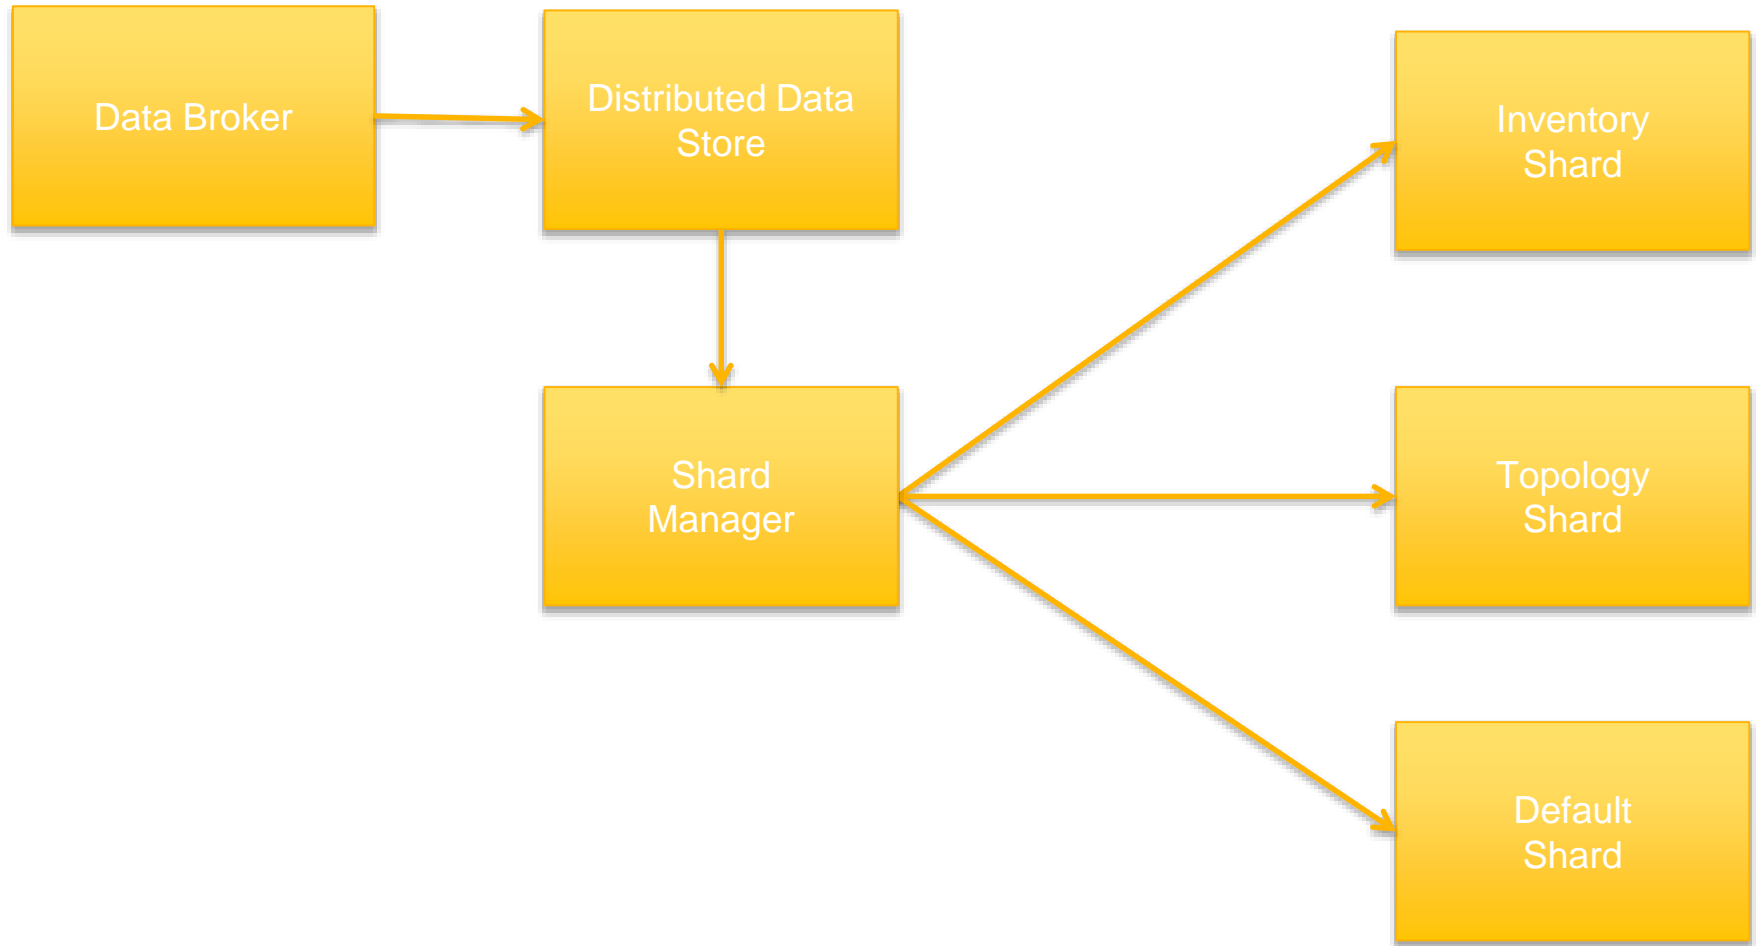 Data Broker
Distributed Data
Store
Inventory
Shard
Shard
Manager
Topology
Shard
Default
Shard